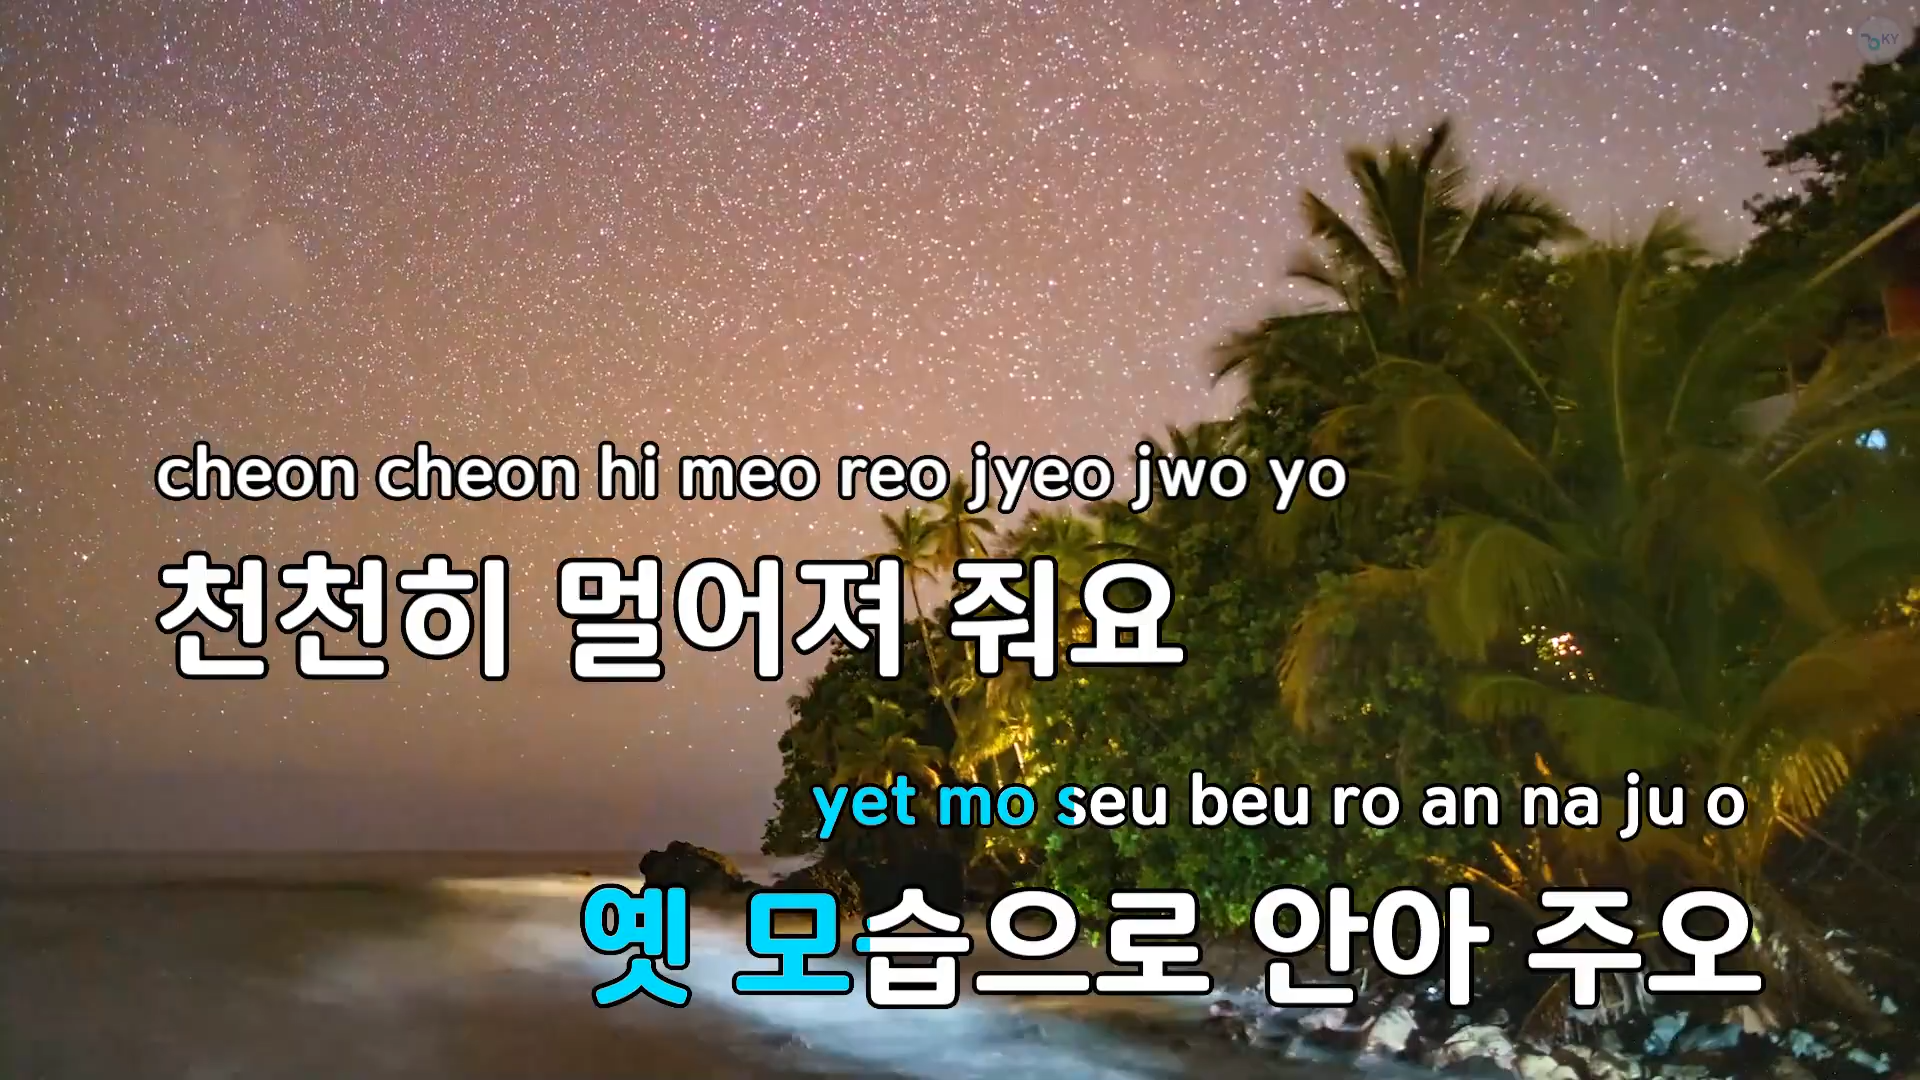 KY
cheon cheon hi meo reo jyeo jwo yo
천천히 멀어져 줘요
yet mo seu beu ro an na ju o
옛 모습으로 안아 주오